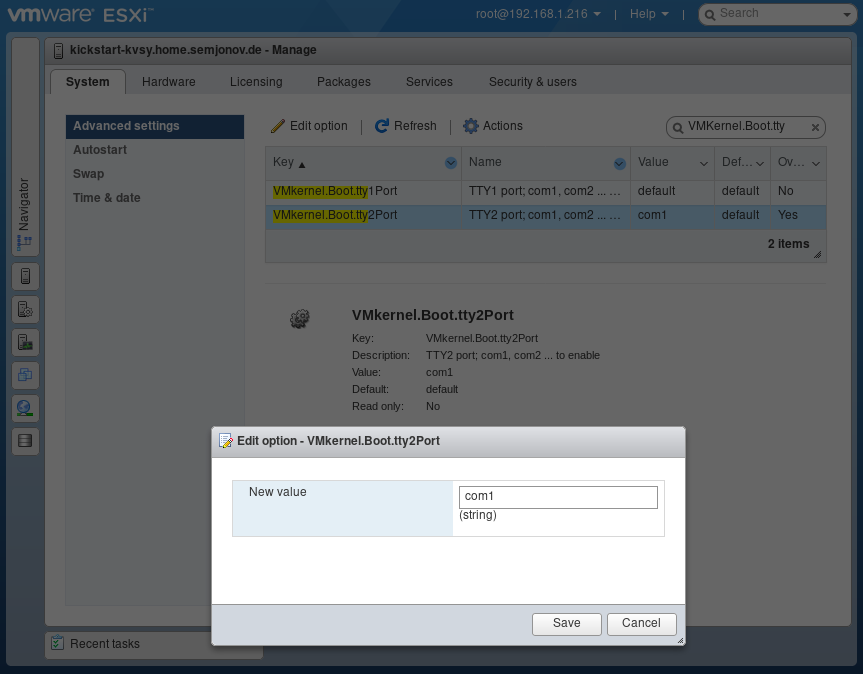 vmware ESXi™
root@192.168.1.216 | Help | Search
kickstart-kvsy.home.semjonov.de - Manage
System Hardware Licensing Packages Services Security & users
Navigator
Advanced settings
Autostart
Swap
Time & date
Edit option | Refresh | Actions VMKernel.Boot.tty
Key Name Value Def... Ov...
VMkernel.Boot.tty1Port TTY1 port; com1, com2 ... ... default default No
VMkernel.Boot.tty2Port TTY2 port; com1, com2 ... ... com1 default Yes
2 items
VMkernel.Boot.tty2Port
Key: VMkernel.Boot.tty2Port
Description: TTY2 port; com1, com2 ... to enable
Value: com1
Default: default
Read only: No
Edit option - VMkernel.Boot.tty2Port
New value com1
(string)
Save Cancel
Recent tasks